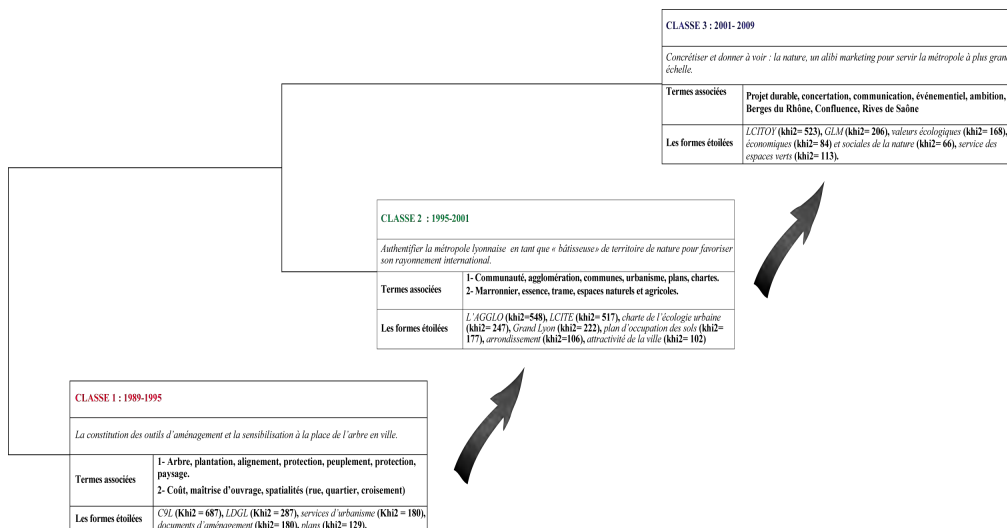 CLASSE 3 : 2001- 2009
Concrétiser et donner à voir : la nature, un alibi marketing pour servir la métropole à plus
échelle.
Termes associées
Projet durable, concertation, communication, événementiel, ambition,
Berges du Rhône, Confluence, Rives de Saône
Les formes étoilées
LCITOY (khi2= 523), GLM (khi2= 206), valeurs écologiques (khi2= 168),
économiques (khi2= 84) et sociales de la nature (khi2= 66), service des
espaces verts (khi2= 113).
CLASSE 2 : 1995-2001
Authentifier la métropole lyonnaise en tant que « bâtisseuse» de territoire de nature pour favoriser
son rayonnement international.
Termes associées
1- Communauté, agglomération, communes, urbanisme, plans, chartes.
2- Marronnier, essence, trame, espaces naturels et agricoles.
Les formes étoilées
L'AGGLO (khi2=548), LCITE (khi2= 517), charte de l'écologie urbaine
(khi2= 247), Grand Lyon (khi2= 222), plan d'occupation des sols (khi2=
177), arrondissement (khi2=106), attractivité de la ville (khi2= 102)
CLASSE 1 : 1989-1995
La constitution des outils d'aménagement et la sensibilisation à la place de l'arbre en ville.
Termes associées
1- Arbre, plantation, alignement, protection, peuplement, protection,
paysage.
2- Coût, maîtrise d'ouvrage, spatialités (rue, quartier, croisement)
Les formes étoilées
C9L (Khi2 = 687), LDGL (Khi2 = 287), services d'urbanisme (Khi2 = 180),
documents d'aménagement (khi2= 180), plans (khi2= 129).